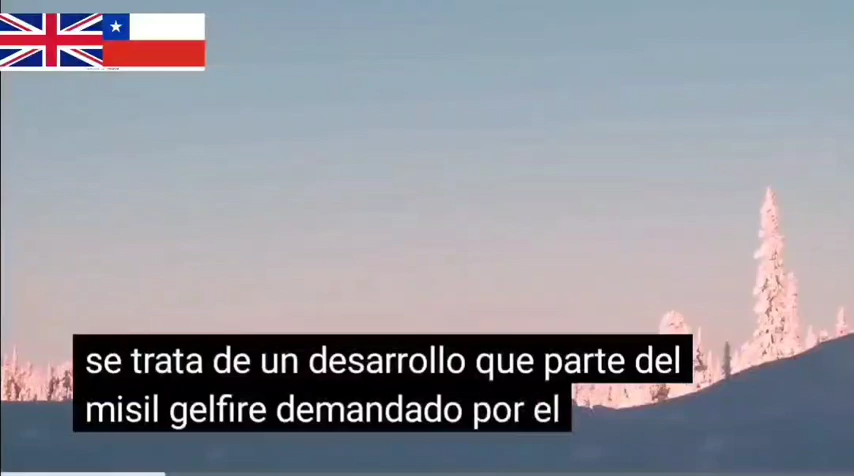 se trata de un desarrollo que parte del
misil gelfire demandado por el